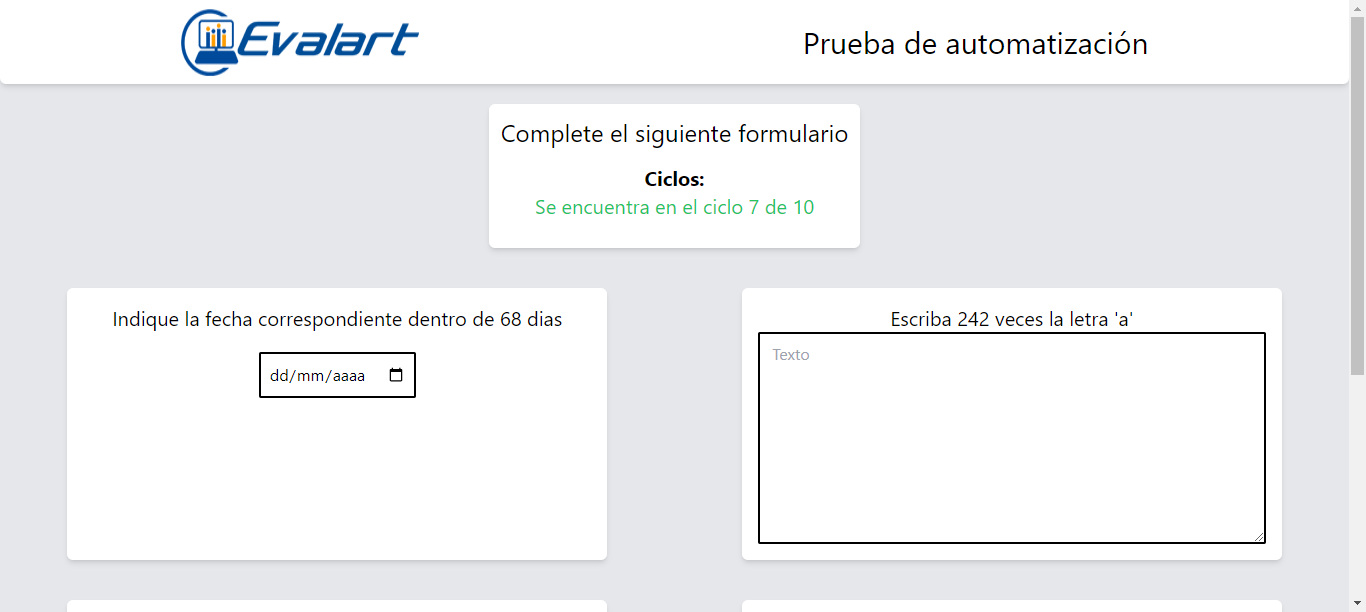 Evalart
Prueba de automatización
Complete el siguiente formulario
Ciclos:
Se encuentra en el ciclo 7 de 10
Indique la fecha correspondiente dentro de 68 dias
dd/mm/aaaa
Escriba 242 veces la letra 'a'
Texto